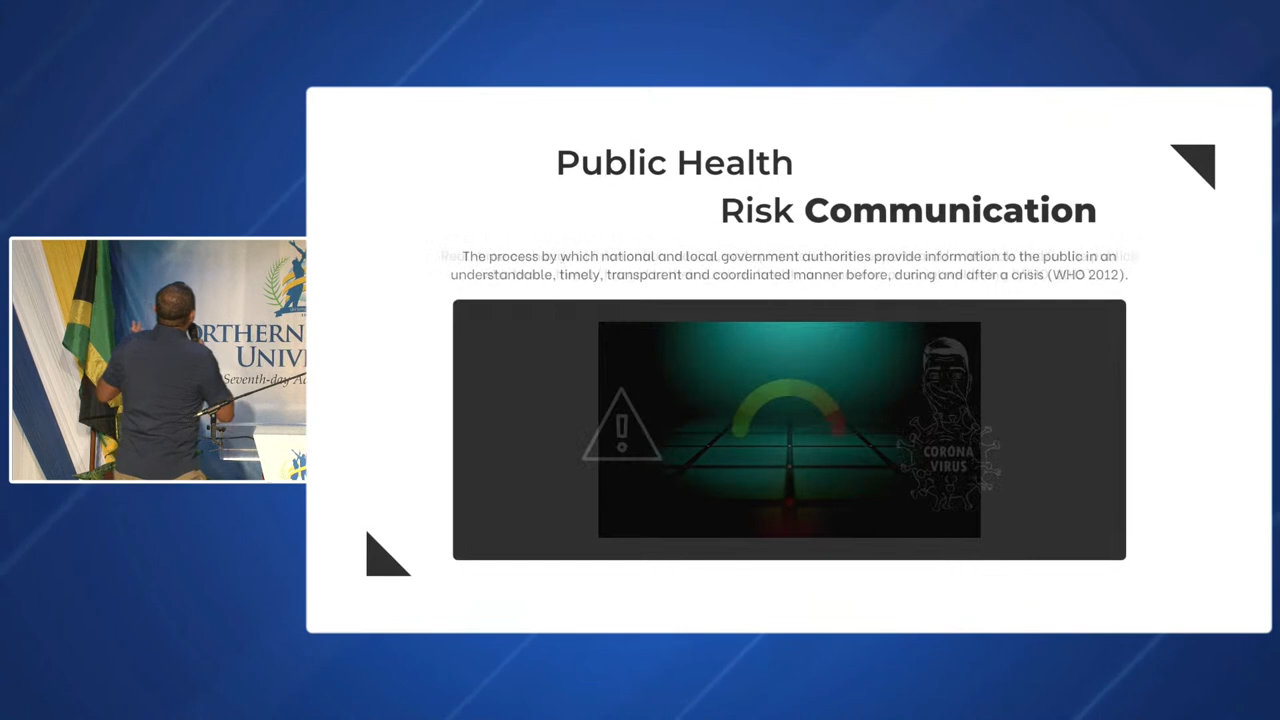 Public Health
Risk Communication
The process by which national and local government authorities provide information to the public in an
understandable, timely, transparent and coordinated manner before, during and after a crisis (WHO 2012).
CORONA
VIRUS
RTHERN
UNIV
Seventh-day